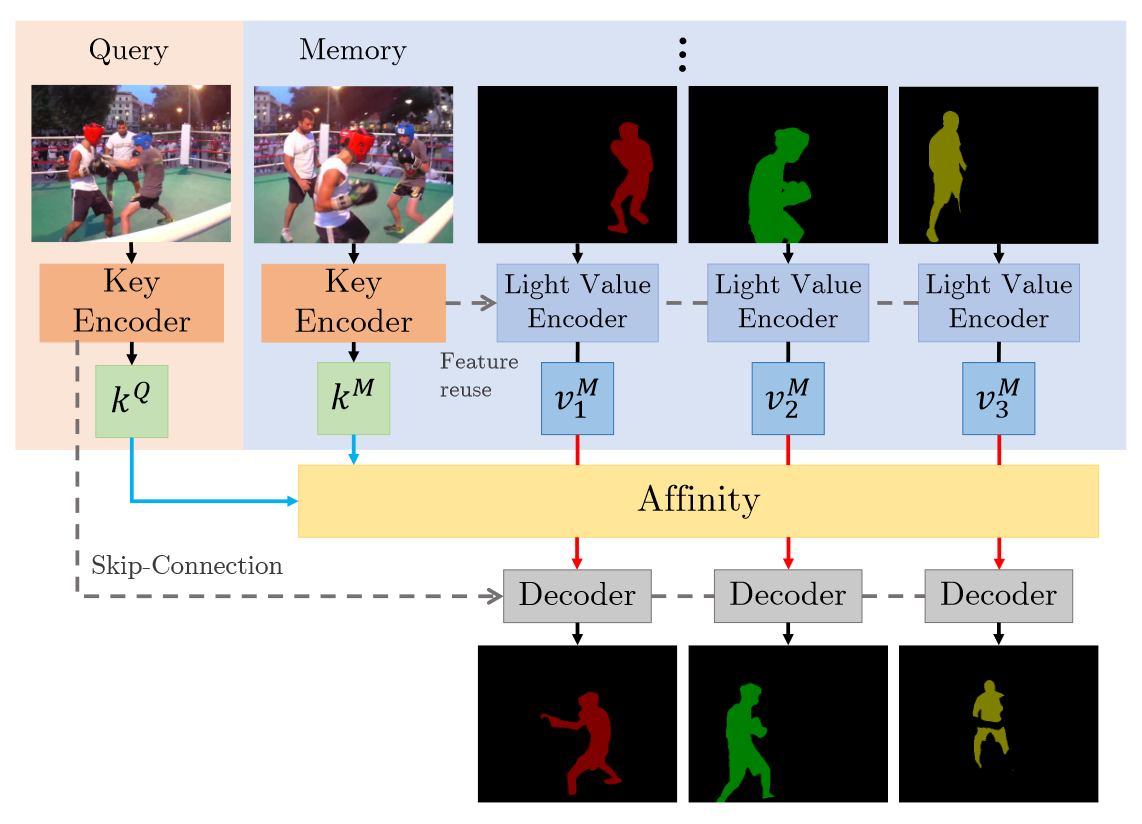 Query
Memory
⋮
Key
Encoder
Key
Encoder
Light Value
Encoder
Light Value
Encoder
Light Value
Encoder
Feature
reuse
k^Q
k^M
v_1^M
v_2^M
v_3^M
Affinity
Skip-Connection
Decoder
Decoder
Decoder